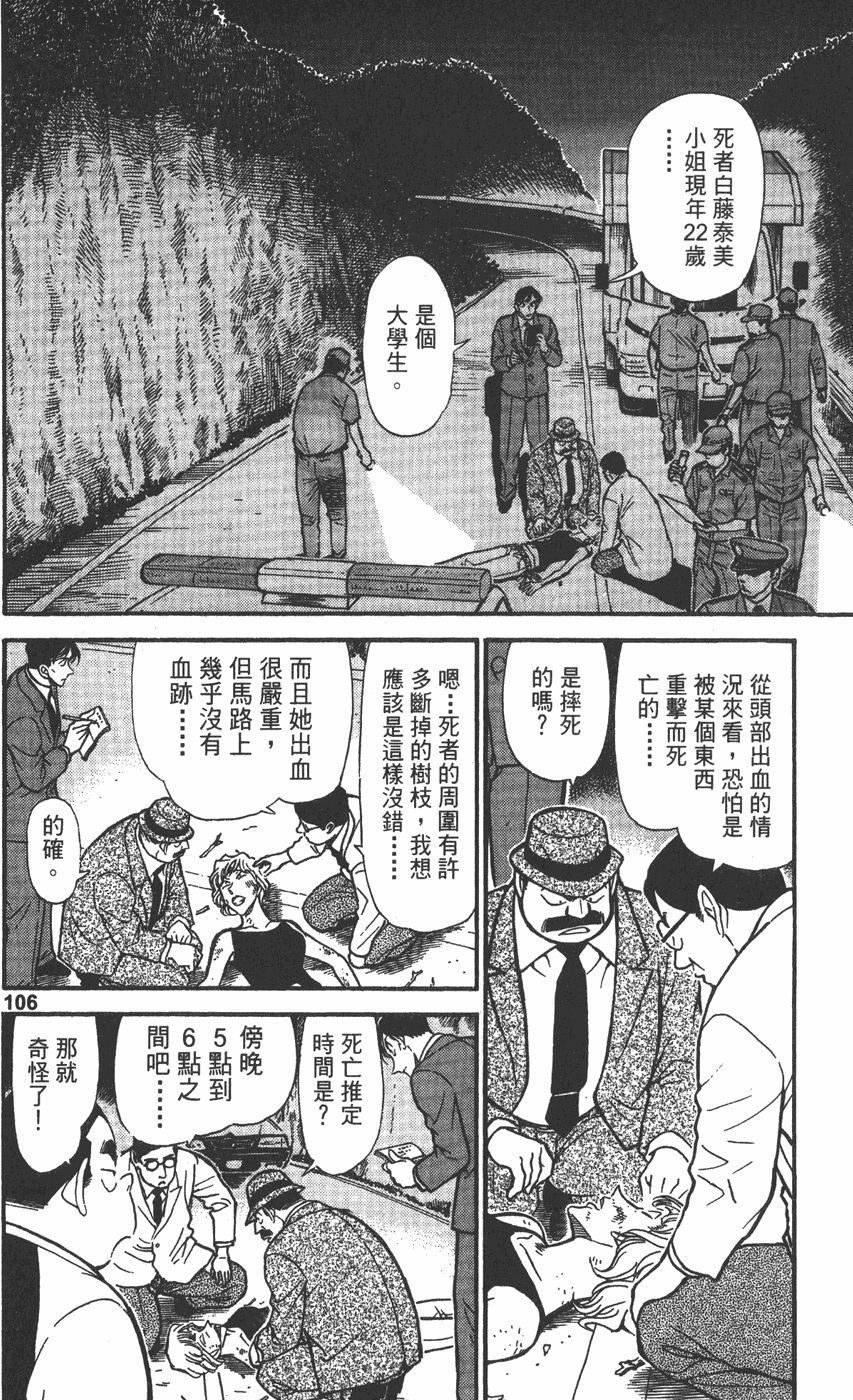 死者白藤泰美
小姐現年22歲
⋯⋯
是個
大學生。
從頭部出血的情
況來看，恐怕是
被某個東西
重擊而死
亡的⋯⋯
是摔死
的嗎？
嗯⋯死者的周圍有許
多斷掉的樹枝，我想
應該是這樣沒錯⋯⋯
而且她出血
很嚴重，
但馬路上
幾乎沒有
血跡⋯⋯
的確。
106
死亡推定
時間是？
傍晚
5點到
6點之
間吧⋯⋯
那就
奇怪了！